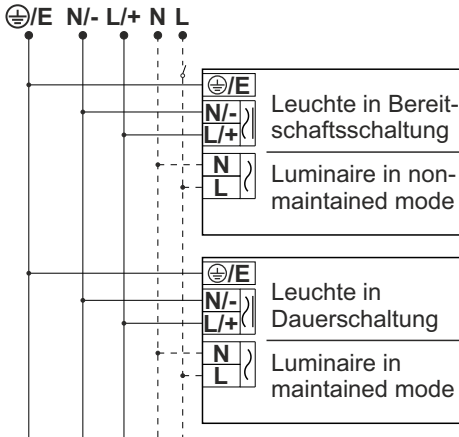 ⏚/E N/- L/+ N L
⏚/E
N/-
L/+
N
L
Leuchte in Bereit-
schaftsschaltung
Luminaire in non-
maintained mode
⏚/E
N/-
L/+
N
L
Leuchte in
Dauerschaltung
Luminaire in
maintained mode